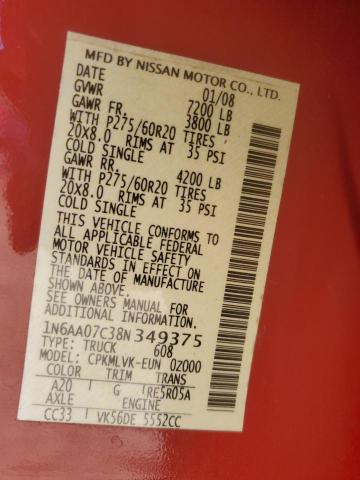 MFD BY NISSAN MOTOR CO., LTD.
DATE 01/08
GVWR 7200 LB
GAWR FR. 3800 LB
WITH P275/60R20 TIRES
20X8.0 RIMS AT 35 PSI
COLD SINGLE
GAWR RR 4200 LB
WITH P275/60R20 TIRES
20X8.0 RIMS AT 35 PSI
COLD SINGLE
THIS VEHICLE CONFORMS TO
ALL APPLICABLE FEDERAL
MOTOR VEHICLE SAFETY
STANDARDS IN EFFECT ON
THE DATE OF MANUFACTURE
SHOWN ABOVE.
SEE OWNERS MANUAL FOR
ADDITIONAL INFORMATION.
1N6AA07C38N349375
TYPE: TRUCK 608
MODEL: CPKMLVK-EUN 0Z000
COLOR TRIM TRANS
A20 G RE5R05A
AXLE ENGINE
CC33 VK56DE 5552CC